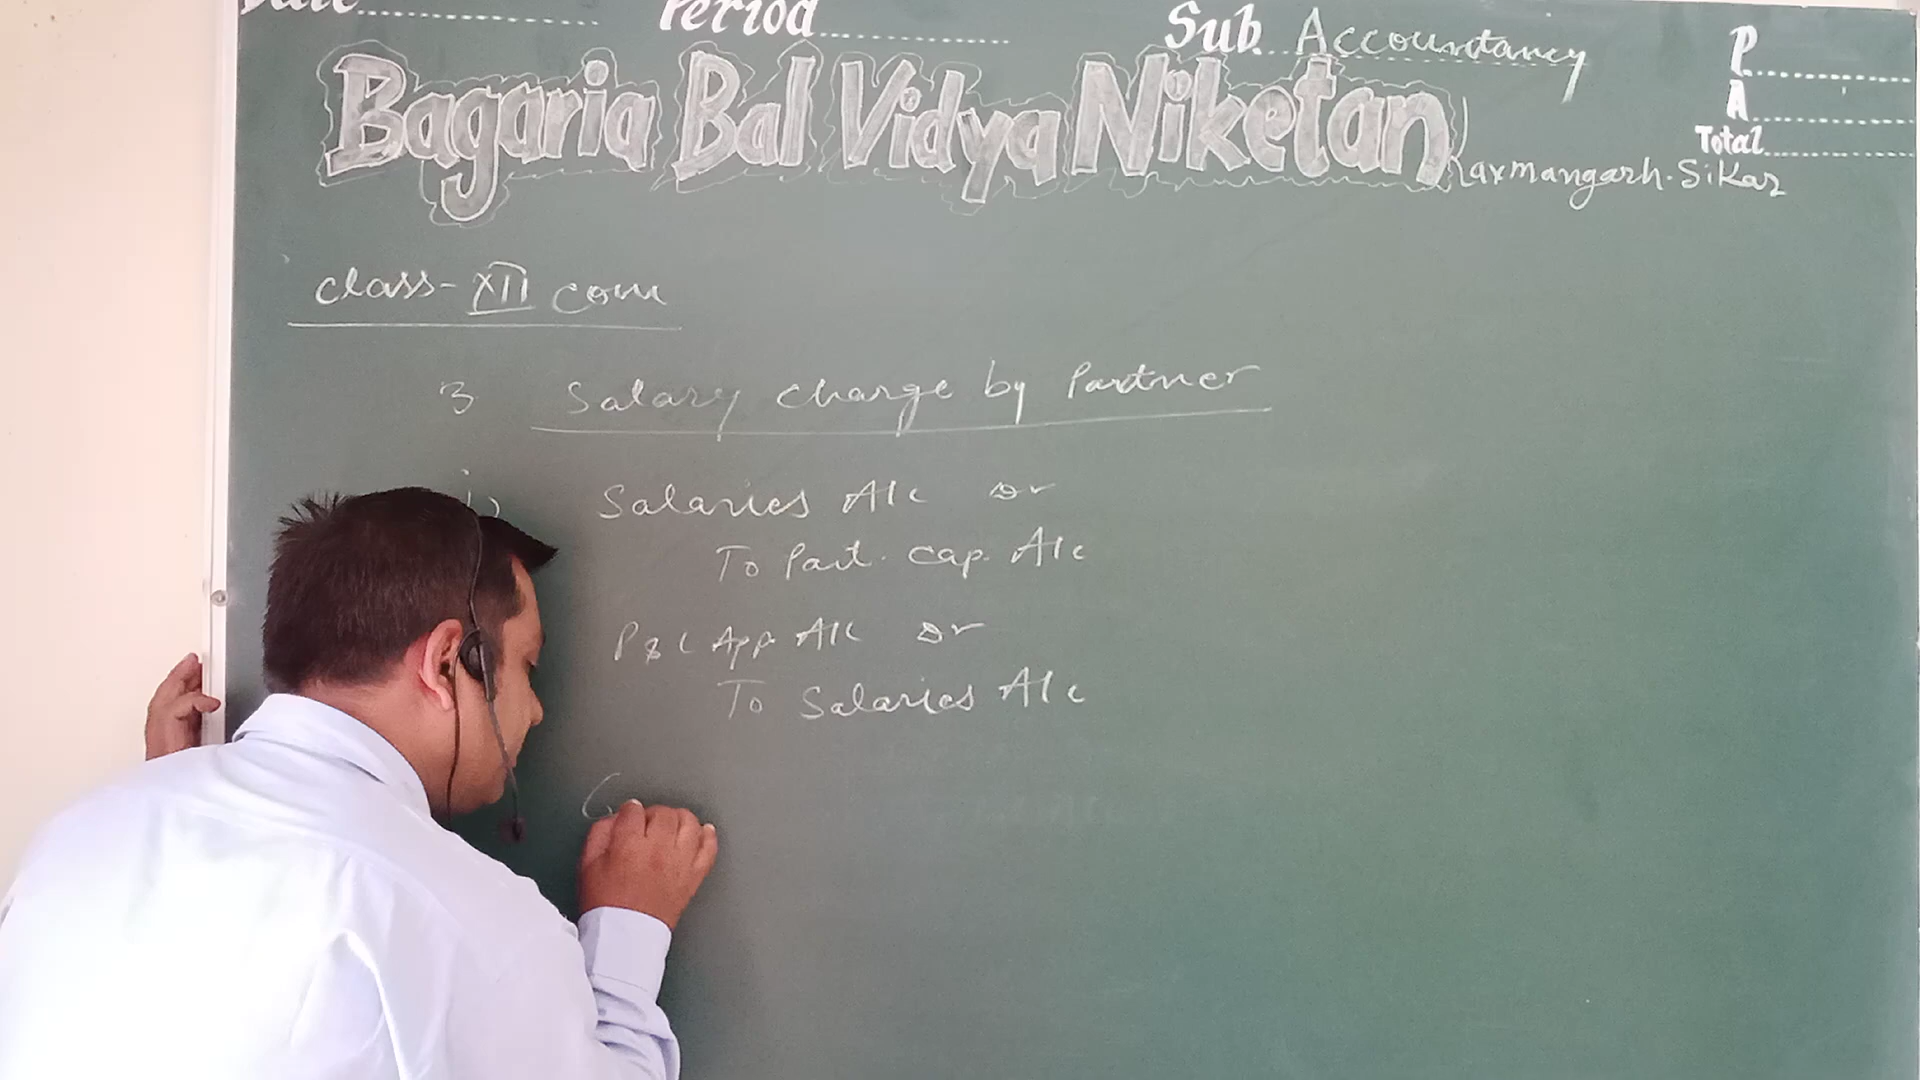 Date.............. Period.............. Sub. Accountancy
P..............
A..............
Total..............
Bagaria Bal Vidya Niketan
Laxmangarh. Sikar
class-XII com
3 Salary charge by Partner
i) Salaries A/c Dr
To Part. cap. A/c
P&L App A/c Dr
To Salaries A/c